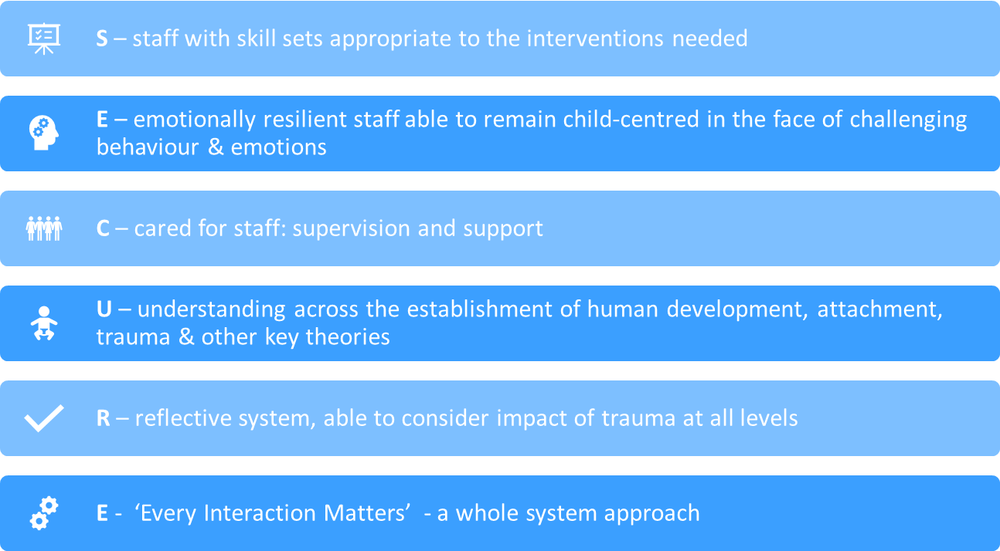 S – staff with skill sets appropriate to the interventions needed
E – emotionally resilient staff able to remain child-centred in the face of challenging
behaviour & emotions
C – cared for staff: supervision and support
U – understanding across the establishment of human development, attachment,
trauma & other key theories
R – reflective system, able to consider impact of trauma at all levels
E - ‘Every Interaction Matters’ - a whole system approach